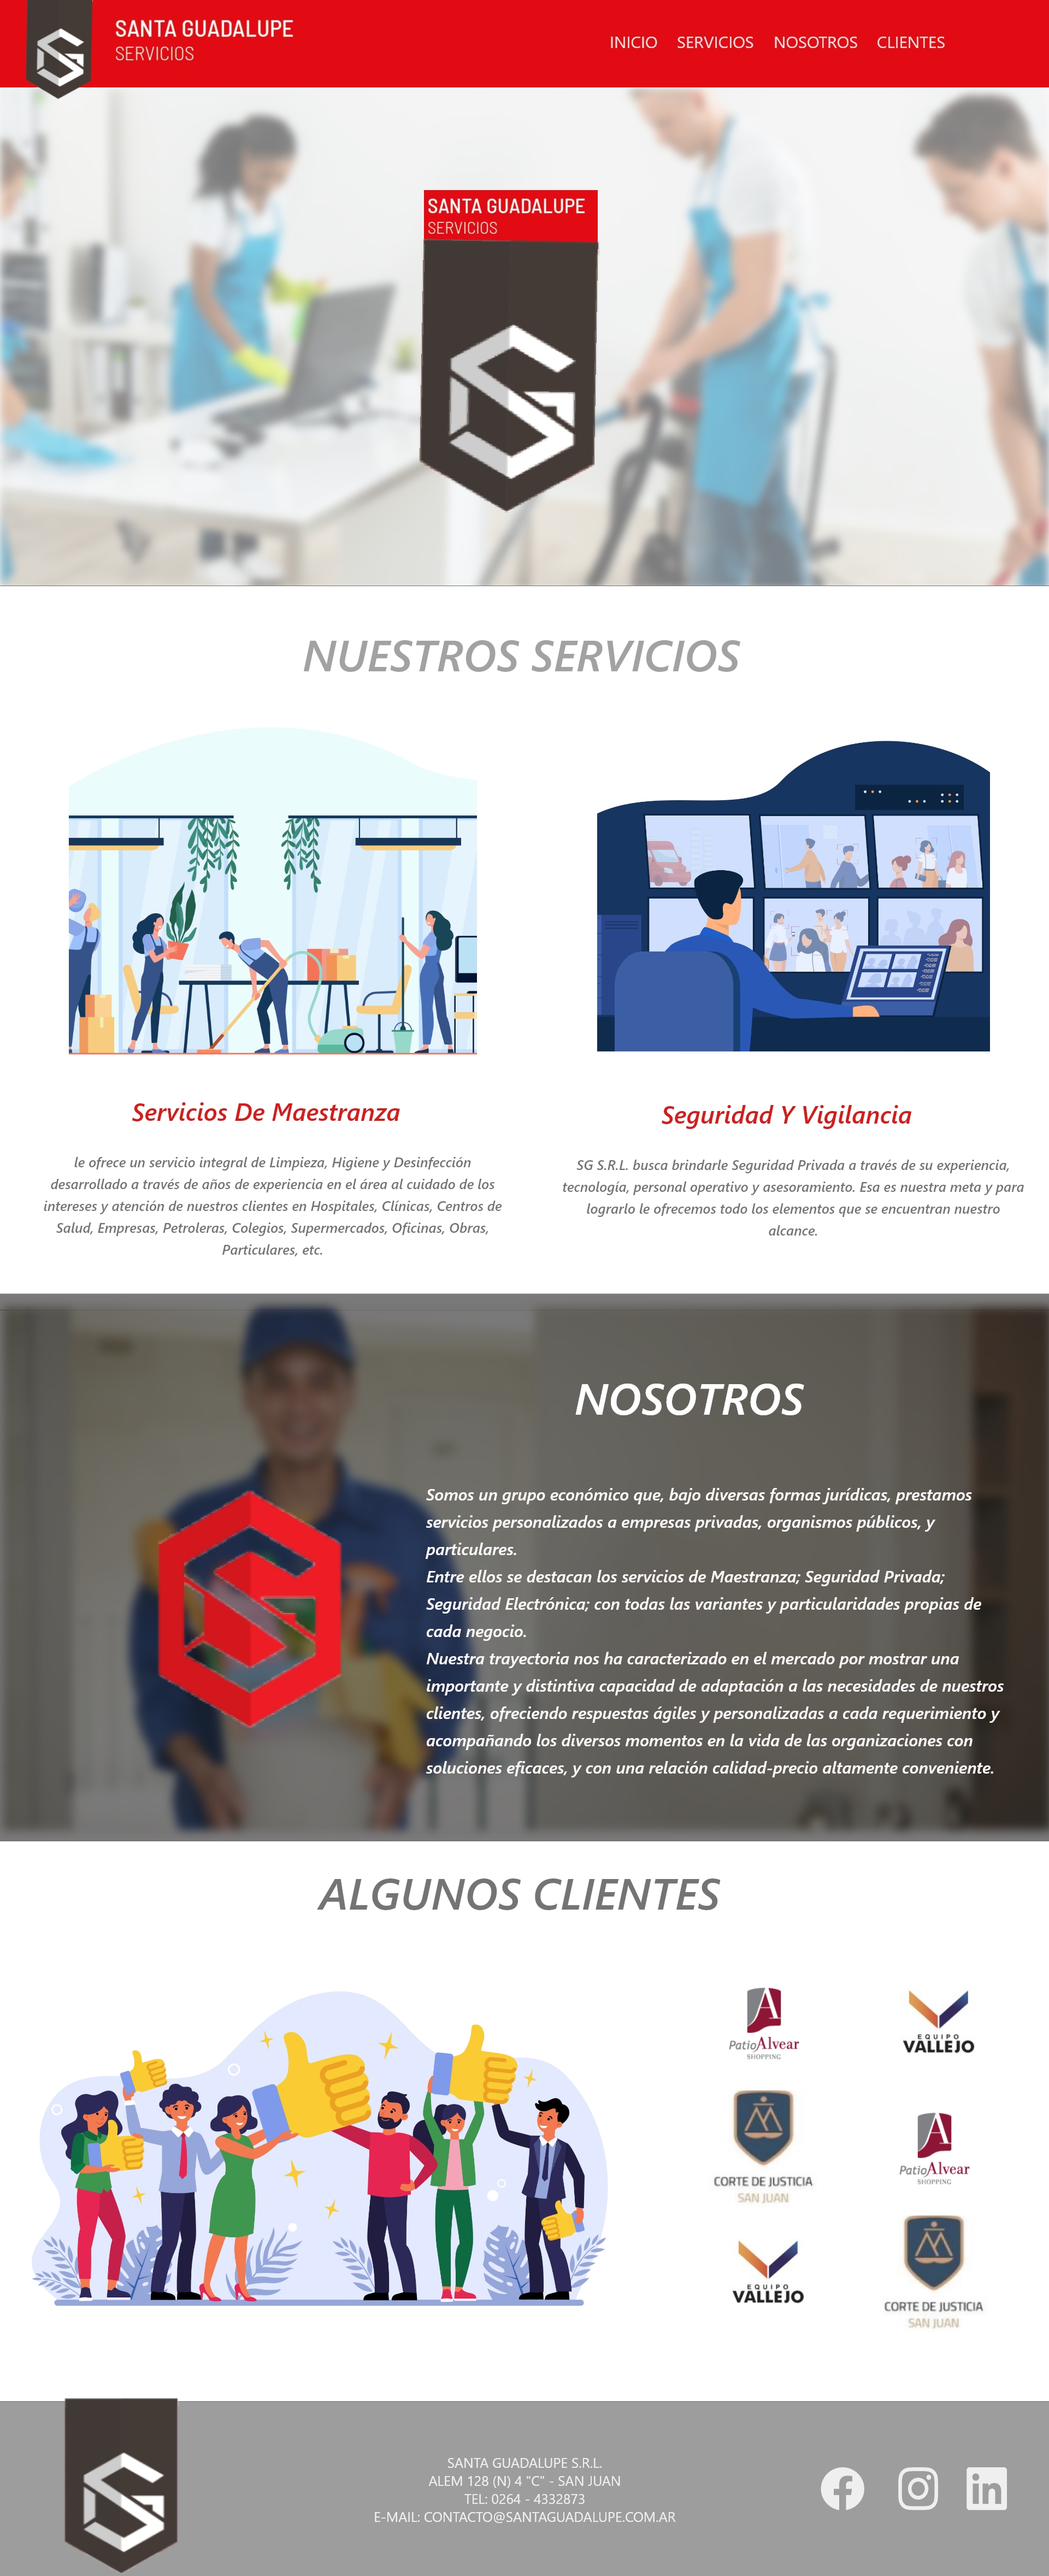 SANTA GUADALUPE
SERVICIOS
INICIO SERVICIOS NOSOTROS CLIENTES
SANTA GUADALUPE
SERVICIOS
NUESTROS SERVICIOS
Servicios De Maestranza
le ofrece un servicio integral de Limpieza, Higiene y Desinfección
desarrollado a través de años de experiencia en el área al cuidado de los
intereses y atención de nuestros clientes en Hospitales, Clínicas, Centros de
Salud, Empresas, Petroleras, Colegios, Supermercados, Oficinas, Obras,
Particulares, etc.
Seguridad Y Vigilancia
SG S.R.L. busca brindarle Seguridad Privada a través de su experiencia,
tecnología, personal operativo y asesoramiento. Esa es nuestra meta y para
lograrlo le ofrecemos todo los elementos que se encuentran nuestro
alcance.
NOSOTROS
Somos un grupo económico que, bajo diversas formas jurídicas, prestamos
servicios personalizados a empresas privadas, organismos públicos, y
particulares.
Entre ellos se destacan los servicios de Maestranza; Seguridad Privada;
Seguridad Electrónica; con todas las variantes y particularidades propias de
cada negocio.
Nuestra trayectoria nos ha caracterizado en el mercado por mostrar una
importante y distintiva capacidad de adaptación a las necesidades de nuestros
clientes, ofreciendo respuestas ágiles y personalizadas a cada requerimiento y
acompañando los diversos momentos en la vida de las organizaciones con
soluciones eficaces, y con una relación calidad-precio altamente conveniente.
ALGUNOS CLIENTES
A
PatioAlvear
SHOPPING
EQUIPO
VALLEJO
CORTE DE JUSTICIA
SAN JUAN
A
PatioAlvear
SHOPPING
EQUIPO
VALLEJO
CORTE DE JUSTICIA
SAN JUAN
SANTA GUADALUPE S.R.L.
ALEM 128 (N) 4 "C" - SAN JUAN
TEL: 0264 - 4332873
E-MAIL: CONTACTO@SANTAGUADALUPE.COM.AR